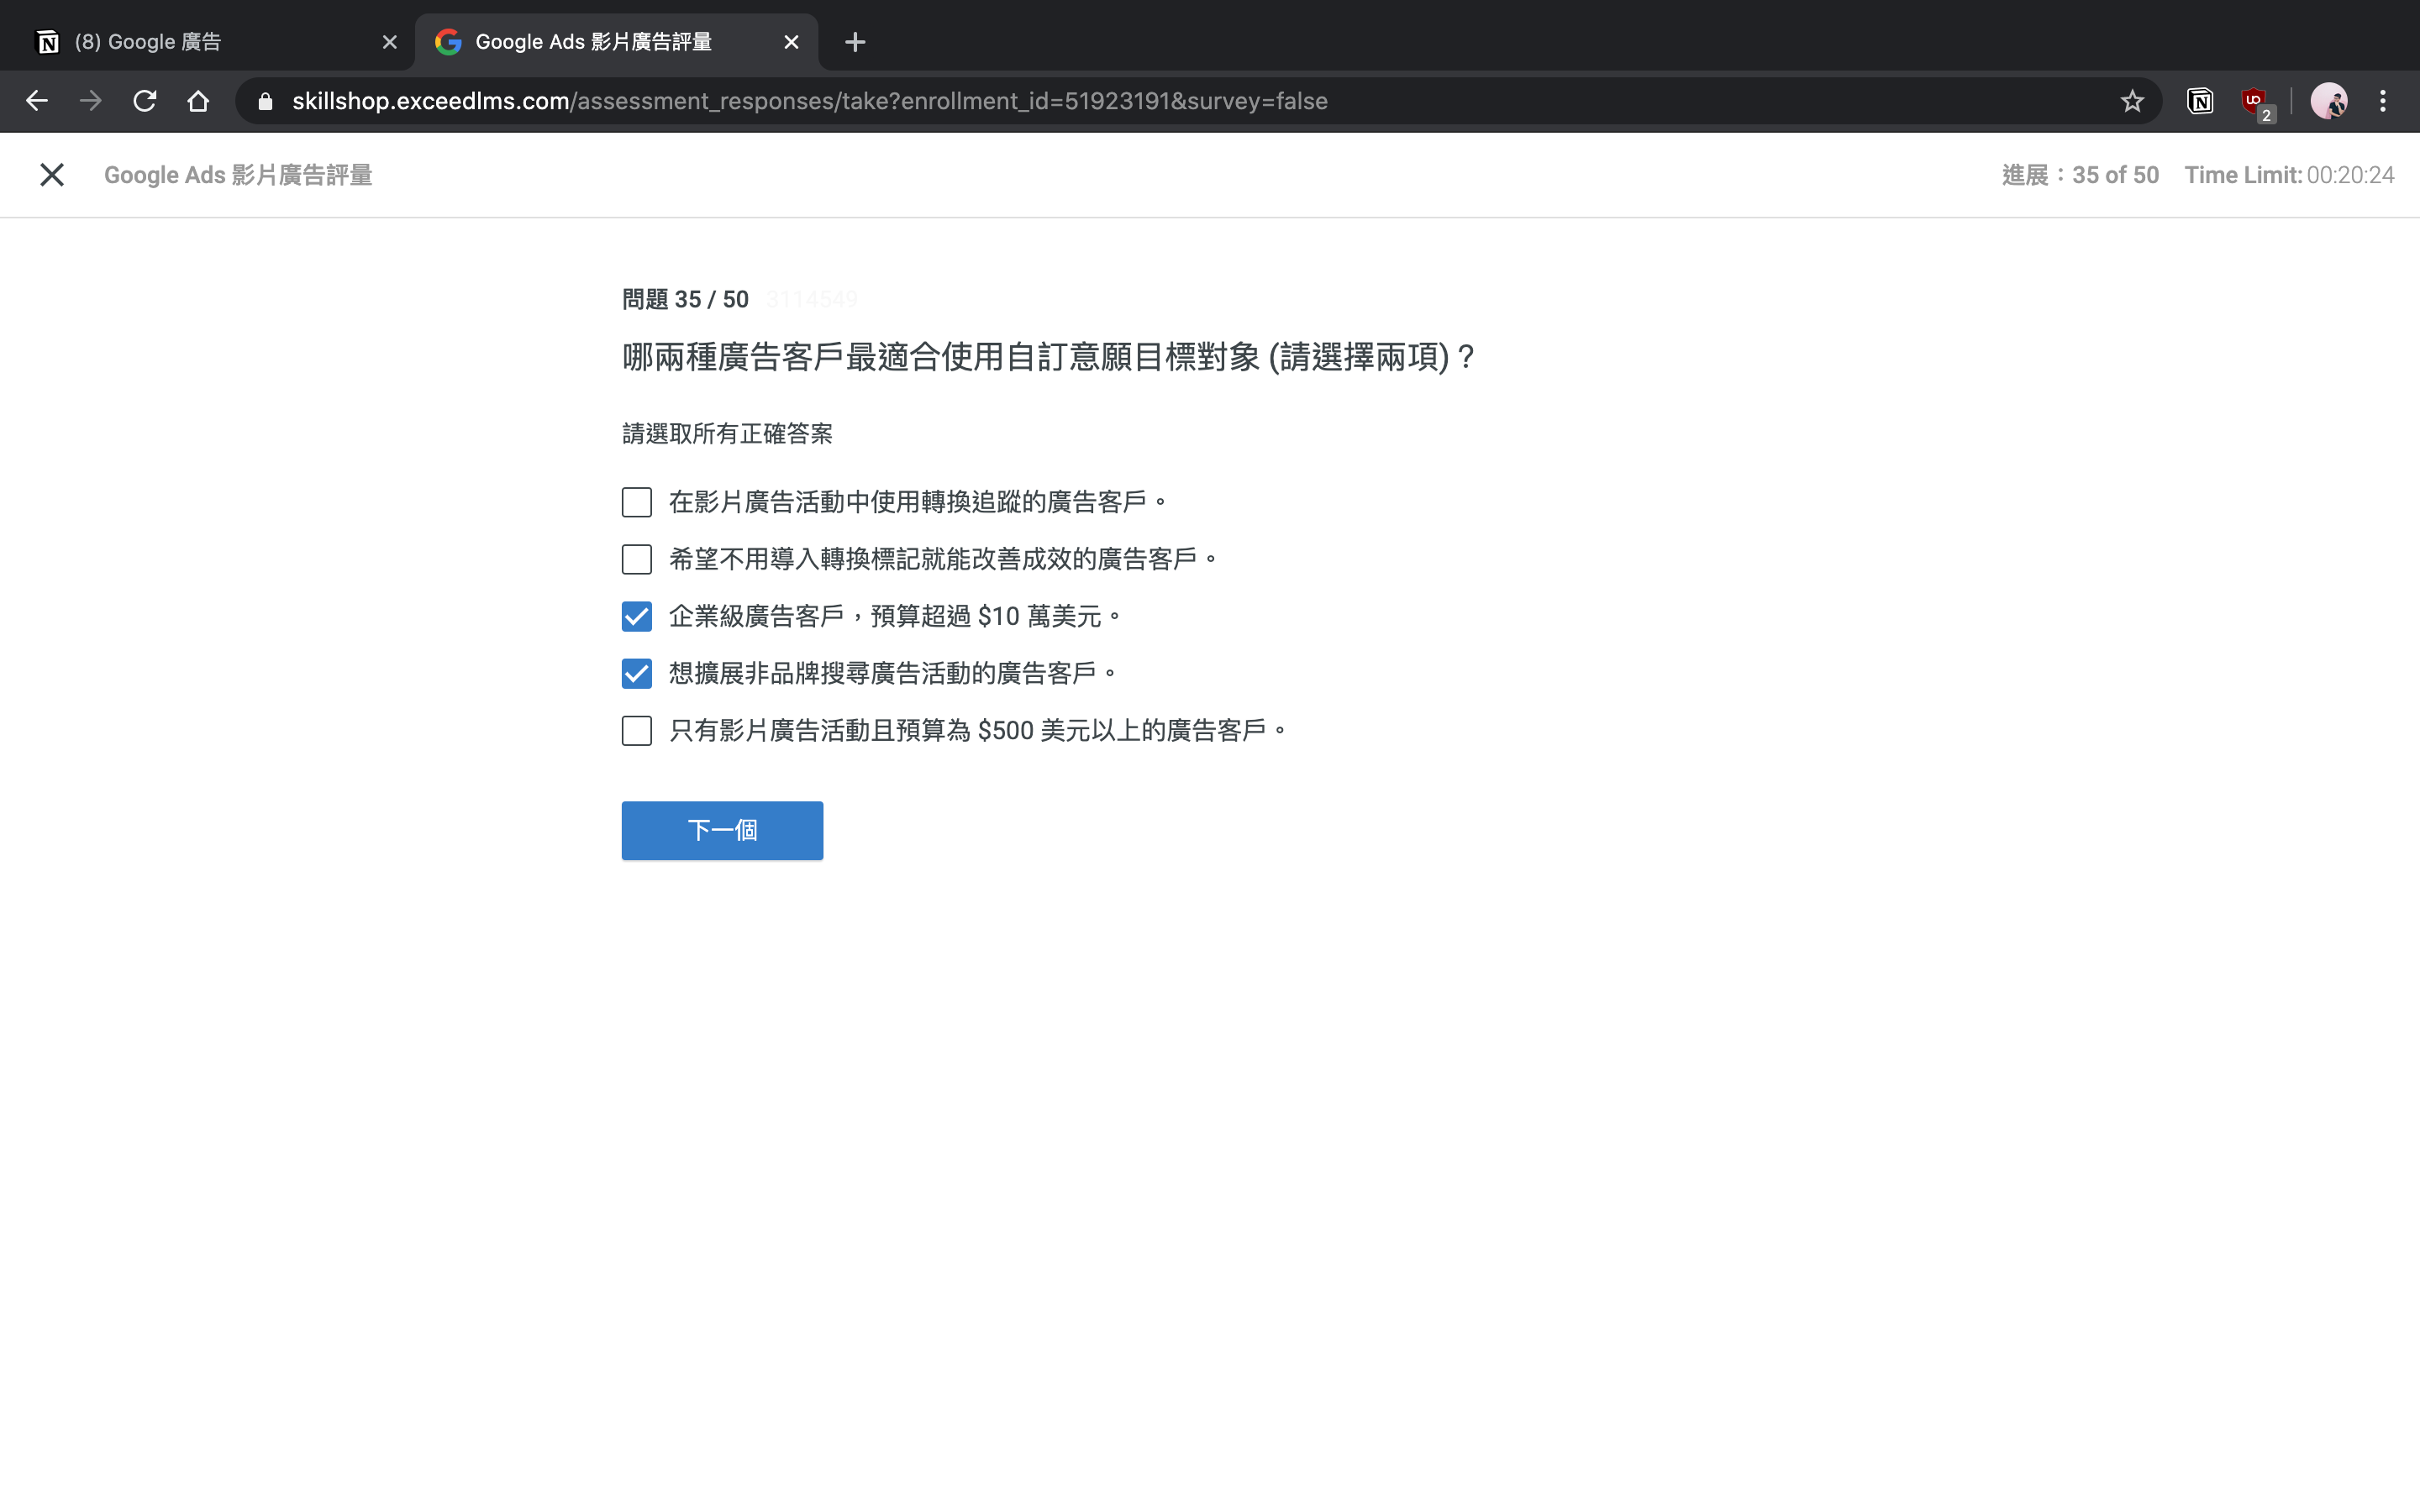 (8) Google 廣告
Google Ads 影片廣告評量
skillshop.exceedlms.com/assessment_responses/take?enrollment_id=51923191&survey=false
2
Google Ads 影片廣告評量
進展：35 of 50 Time Limit: 00:20:24
問題 35 / 50 3114549
哪兩種廣告客戶最適合使用自訂意願目標對象 (請選擇兩項)？
請選取所有正確答案
在影片廣告活動中使用轉換追蹤的廣告客戶。
希望不用導入轉換標記就能改善成效的廣告客戶。
企業級廣告客戶，預算超過 $10 萬美元。
想擴展非品牌搜尋廣告活動的廣告客戶。
只有影片廣告活動且預算為 $500 美元以上的廣告客戶。
下一個